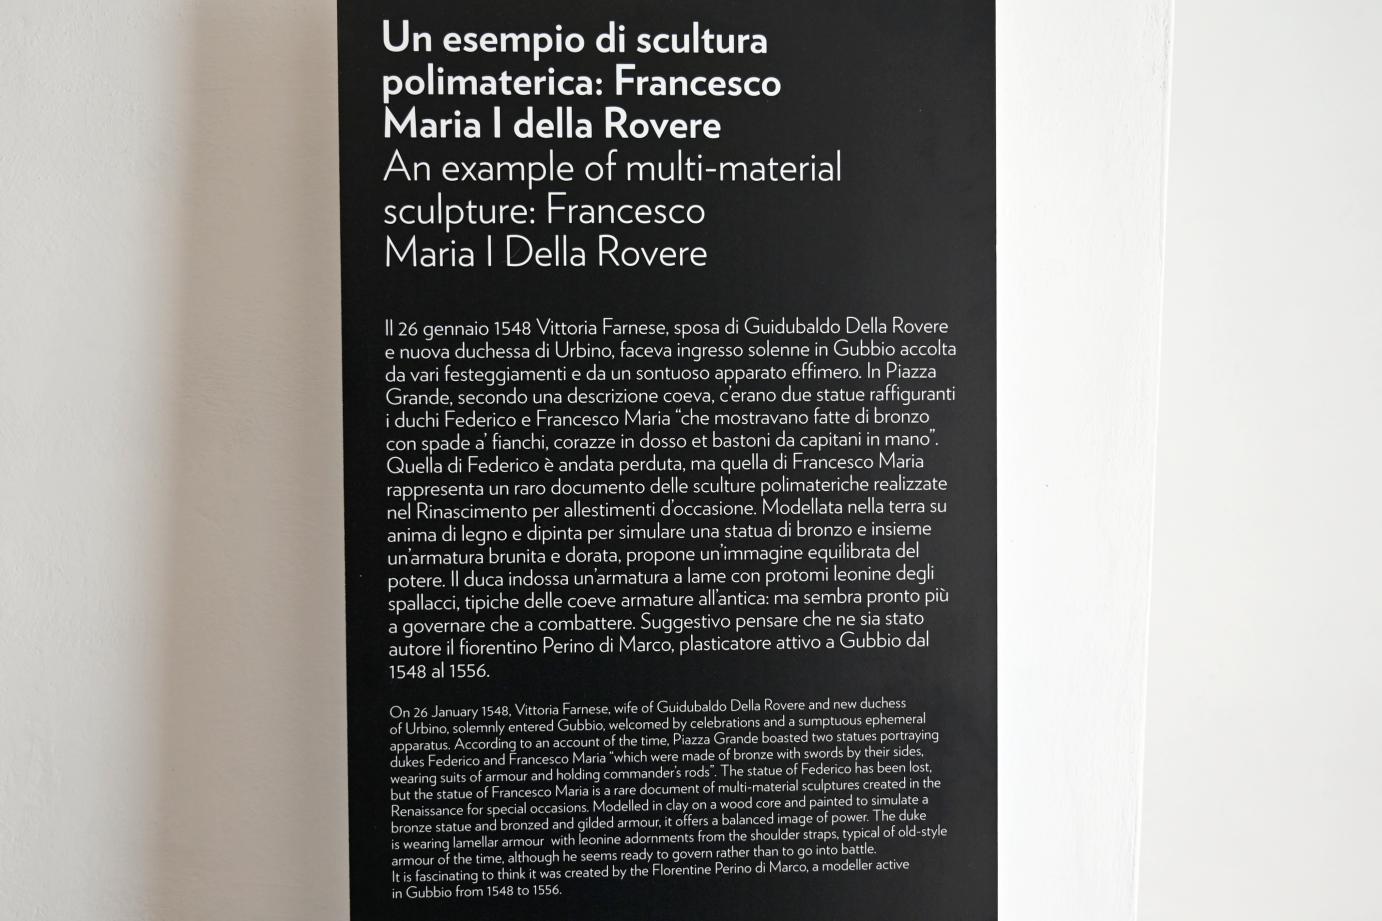 Un esempio di scultura
polimaterica: Francesco
Maria I della Rovere
An example of multi-material
sculpture: Francesco
Maria I Della Rovere
Il 26 gennaio 1548 Vittoria Farnese, sposa di Guidubaldo Della Rovere
e nuova duchessa di Urbino, faceva ingresso solenne in Gubbio accolta
da vari festeggiamenti e da un sontuoso apparato effimero. In Piazza
Grande, secondo una descrizione coeva, c'erano due statue raffiguranti
i duchi Federico e Francesco Maria “che mostravano fatte di bronzo
con spade a' fianchi, corazze in dosso et bastoni da capitani in mano”.
Quella di Federico è andata perduta, ma quella di Francesco Maria
rappresenta un raro documento delle sculture polimateriche realizzate
nel Rinascimento per allestimenti d'occasione. Modellata nella terra su
anima di legno e dipinta per simulare una statua di bronzo e insieme
un'armatura brunita e dorata, propone un'immagine equilibrata del
potere. Il duca indossa un'armatura a lame con protomi leonine degli
spallacci, tipiche delle coeve armature all'antica: ma sembra pronto più
a governare che a combattere. Suggestivo pensare che ne sia stato
autore il fiorentino Perino di Marco, plasticatore attivo a Gubbio dal
1548 al 1556.
On 26 January 1548, Vittoria Farnese, wife of Guidubaldo Della Rovere and new duchess
of Urbino, solemnly entered Gubbio, welcomed by celebrations and a sumptuous ephemeral
apparatus. According to an account of the time, Piazza Grande boasted two statues portraying
dukes Federico and Francesco Maria “which were made of bronze with swords by their sides,
wearing suits of armour and holding commander's rods”. The statue of Federico has been lost,
but the statue of Francesco Maria is a rare document of multi-material sculptures created in the
Renaissance for special occasions. Modelled in clay on a wood core and painted to simulate a
bronze statue and bronzed and gilded armour, it offers a balanced image of power. The duke
is wearing lamellar armour with leonine adornments from the shoulder straps, typical of old-style
armour of the time, although he seems ready to govern rather than to go into battle.
It is fascinating to think it was created by the Florentine Perino di Marco, a modeller active
in Gubbio from 1548 to 1556.